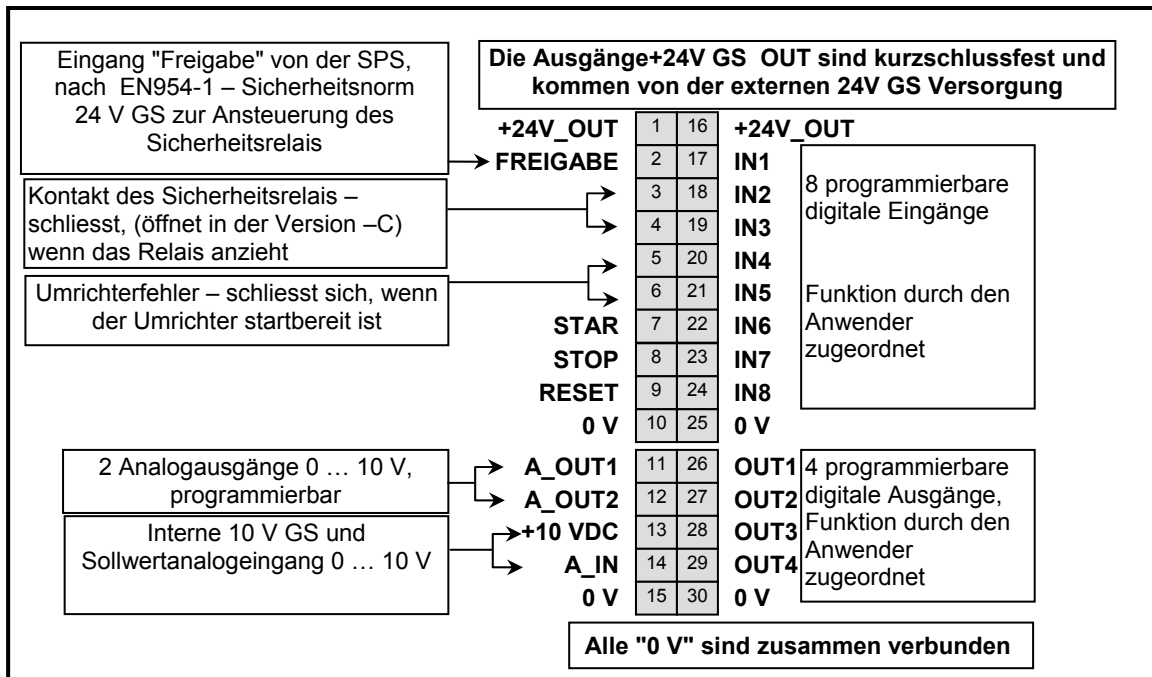 Eingang "Freigabe" von der SPS,
nach EN954-1 – Sicherheitsnorm
24 V GS zur Ansteuerung des
Sicherheitsrelais
Die Ausgänge+24V GS OUT sind kurzschlussfest und
kommen von der externen 24V GS Versorgung
Kontakt des Sicherheitsrelais –
schliesst, (öffnet in der Version –C)
wenn das Relais anzieht
Umrichterfehler – schliesst sich, wenn
der Umrichter startbereit ist
2 Analogausgänge 0 … 10 V,
programmierbar
Interne 10 V GS und
Sollwertanalogeingang 0 … 10 V
+24V_OUT 1 16 +24V_OUT
FREIGABE 2 17 IN1
3 18 IN2
4 19 IN3
5 20 IN4
6 21 IN5
STAR 7 22 IN6
STOP 8 23 IN7
RESET 9 24 IN8
0 V 10 25 0 V
A_OUT1 11 26 OUT1
A_OUT2 12 27 OUT2
+10 VDC 13 28 OUT3
A_IN 14 29 OUT4
0 V 15 30 0 V
8 programmierbare
digitale Eingänge
Funktion durch den
Anwender
zugeordnet
4 programmierbare
digitale Ausgänge,
Funktion durch den
Anwender
zugeordnet
Alle "0 V" sind zusammen verbunden